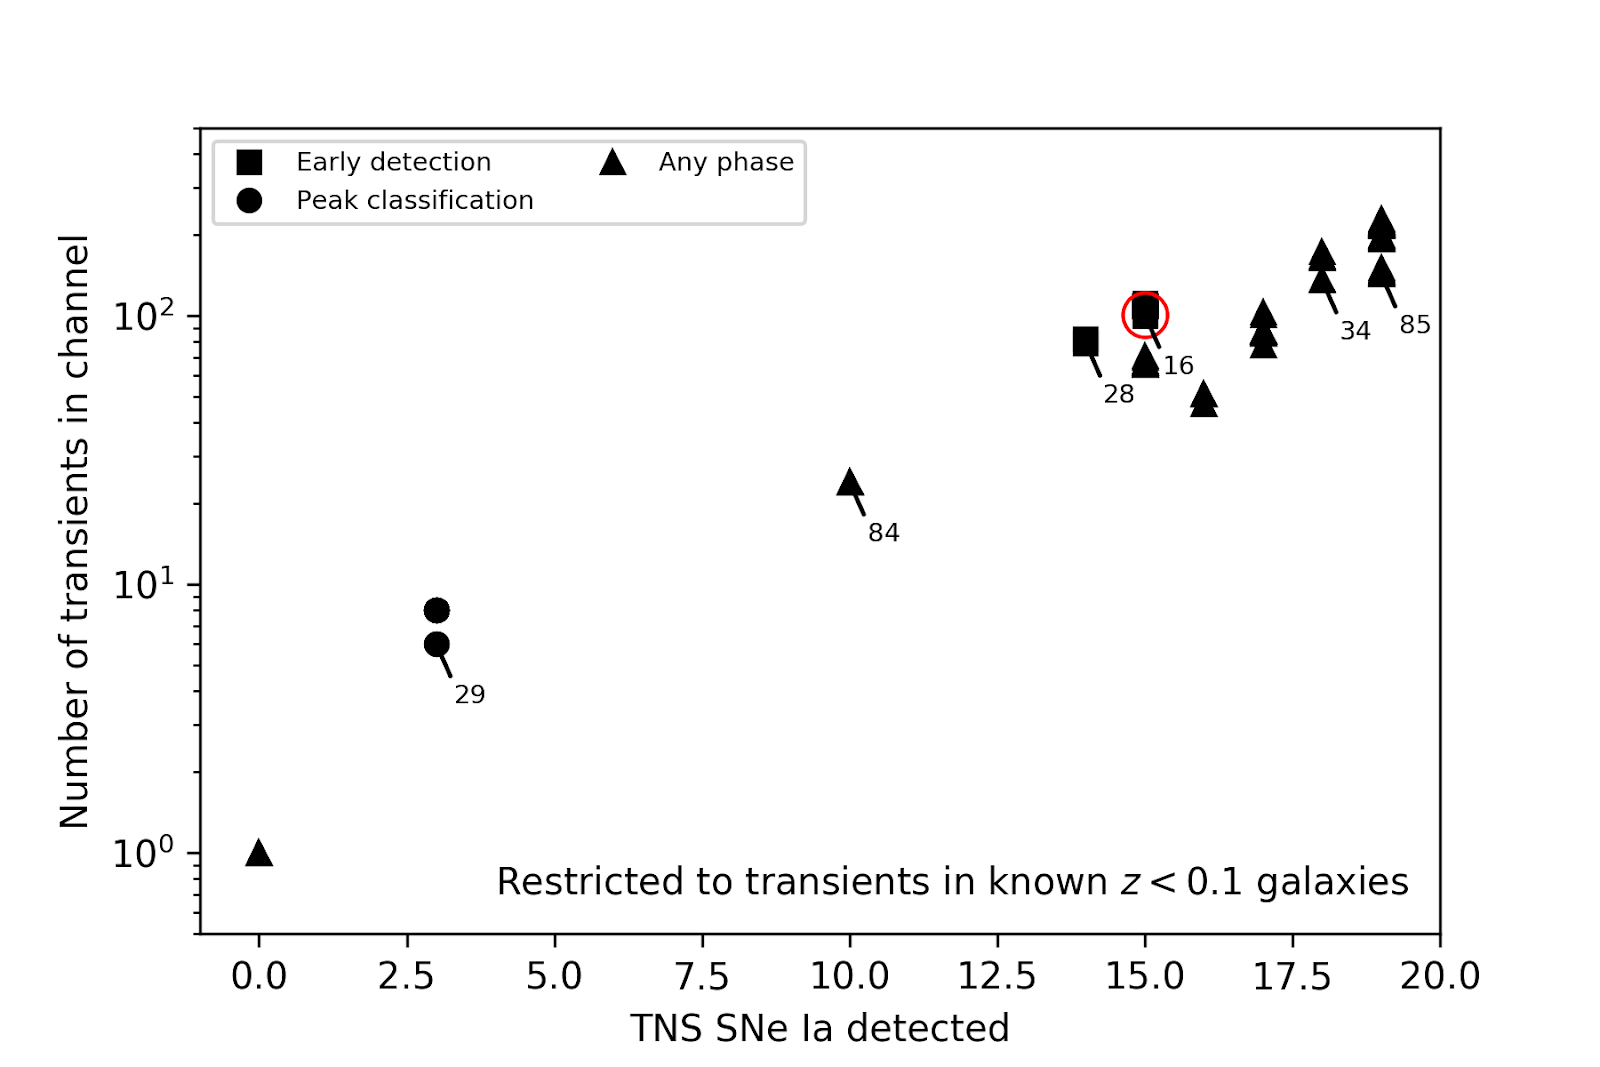 Early detection
Peak classification
Any phase
Number of transients in channel
10²
10¹
10⁰
85
34
16
28
84
29
Restricted to transients in known z < 0.1 galaxies
0.0 2.5 5.0 7.5 10.0 12.5 15.0 17.5 20.0
TNS SNe Ia detected